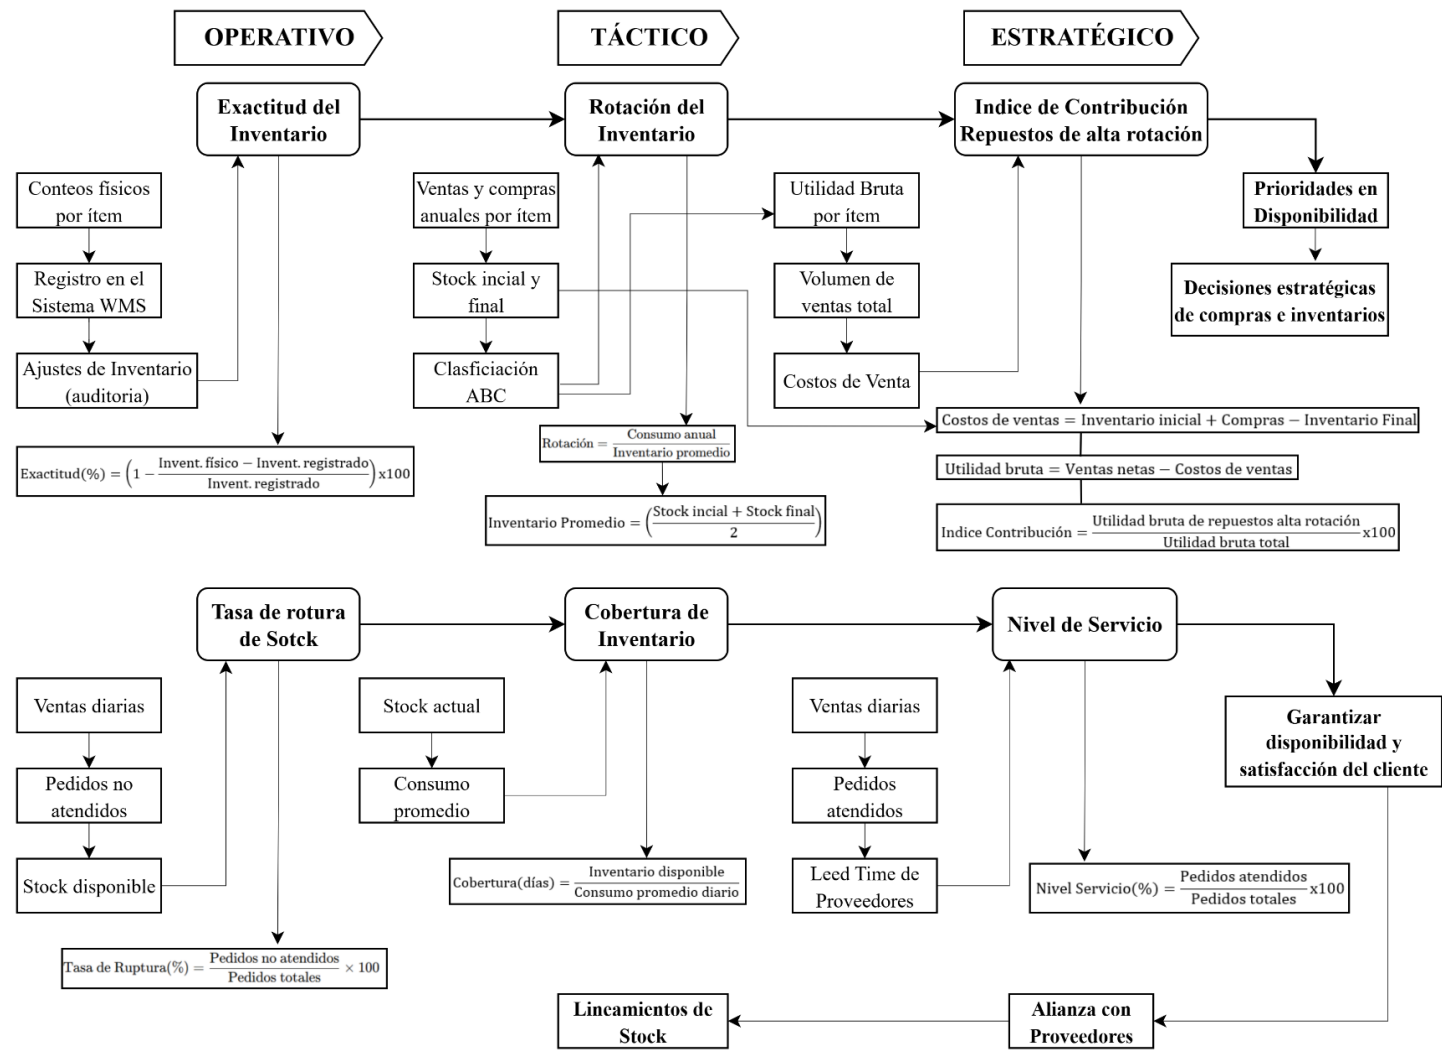 OPERATIVO
TÁCTICO
ESTRATÉGICO
Exactitud del
Inventario
Rotación del
Inventario
Indice de Contribución
Repuestos de alta rotación
Conteos físicos
por ítem
Registro en el
Sistema WMS
Ajustes de Inventario
(auditoria)
Ventas y compras
anuales por ítem
Stock incial y
final
Clasficiación
ABC
Utilidad Bruta
por ítem
Volumen de
ventas total
Costos de Venta
Prioridades en
Disponibilidad
Decisiones estratégicas
de compras e inventarios
Exactitud(%) = (1 − (Invent. físico − Invent. registrado) / Invent. registrado) x100
Rotación = Consumo anual / Inventario promedio
Inventario Promedio = ((Stock incial + Stock final) / 2)
Costos de ventas = Inventario inicial + Compras − Inventario Final
Utilidad bruta = Ventas netas − Costos de ventas
Indice Contribución = Utilidad bruta de repuestos alta rotación / Utilidad bruta total x100
Tasa de rotura
de Sotck
Cobertura de
Inventario
Nivel de Servicio
Ventas diarias
Pedidos no
atendidos
Stock disponible
Stock actual
Consumo
promedio
Ventas diarias
Pedidos
atendidos
Leed Time de
Proveedores
Garantizar
disponibilidad y
satisfacción del cliente
Tasa de Ruptura(%) = Pedidos no atendidos / Pedidos totales × 100
Cobertura(días) = Inventario disponible / Consumo promedio diario
Nivel Servicio(%) = Pedidos atendidos / Pedidos totales x100
Lineamientos de
Stock
Alianza con
Proveedores